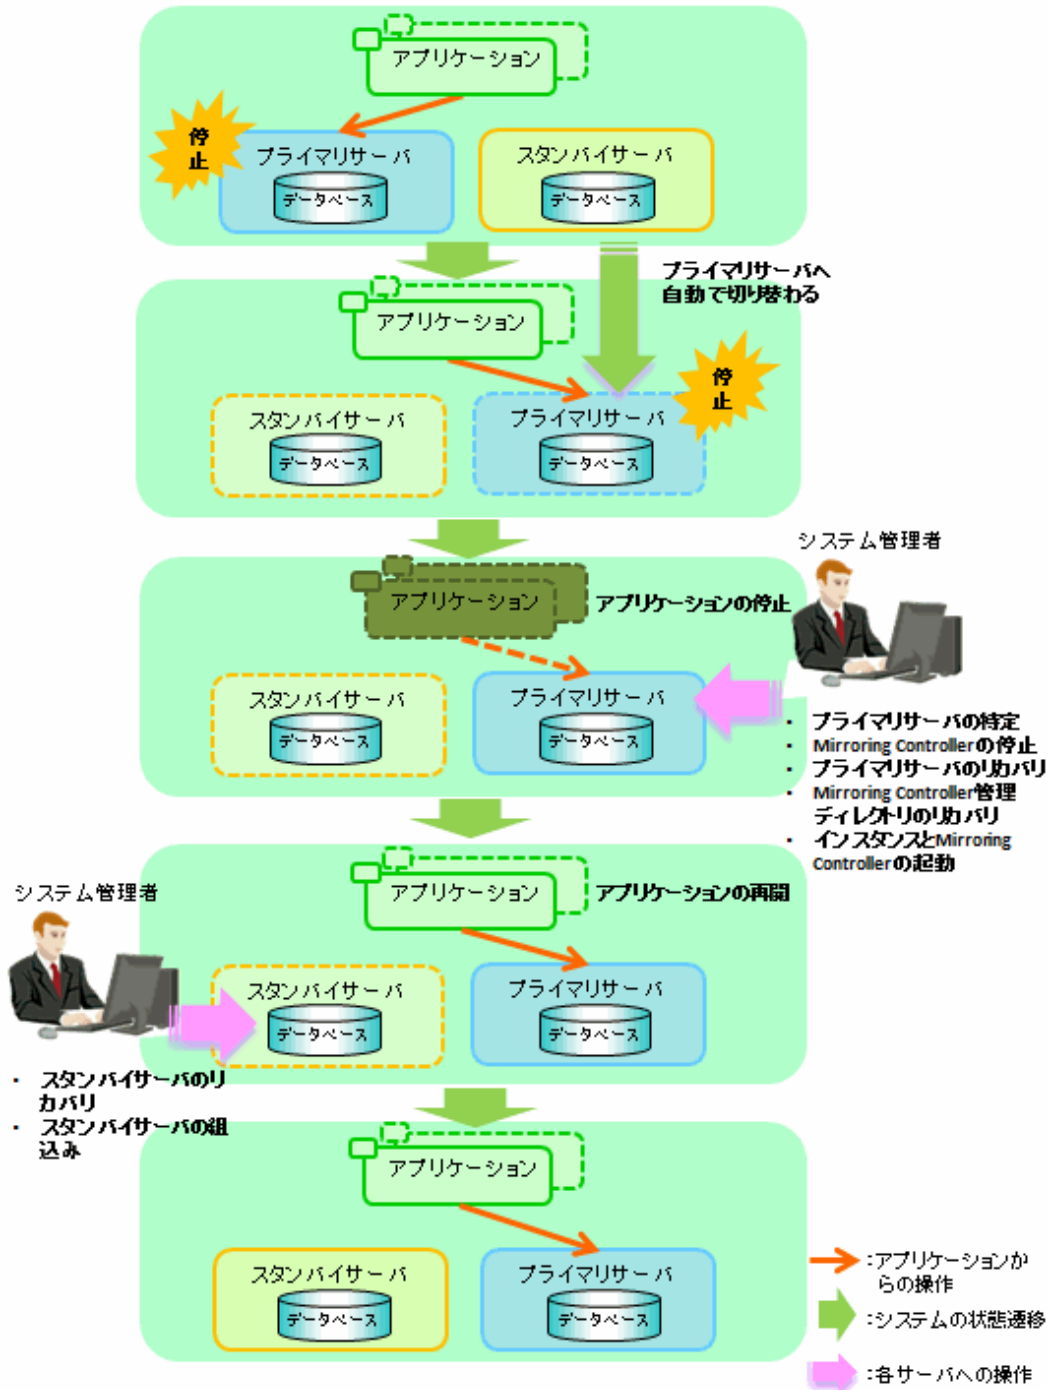 アプリケーション
停
止
プライマリサーバ
スタンバイサーバ
データベース
データベース
プライマリサーバへ
自動で切り替わる
アプリケーション
停
止
スタンバイサーバ
プライマリサーバ
データベース
データベース
システム管理者
アプリケーション
アプリケーションの停止
スタンバイサーバ
プライマリサーバ
データベース
データベース
・ プライマリサーバの特定
・ Mirroring Controllerの停止
・ プライマリサーバのリカバリ
・ Mirroring Controller管理
ディレクトリのリカバリ
・ インスタンスとMirroring
Controllerの起動
システム管理者
アプリケーション
アプリケーションの再開
スタンバイサーバ
プライマリサーバ
データベース
データベース
・ スタンバイサーバのリ
カバリ
・ スタンバイサーバの組
込み
アプリケーション
スタンバイサーバ
プライマリサーバ
データベース
データベース
:アプリケーションか
らの操作
:システムの状態遷移
:各サーバへの操作